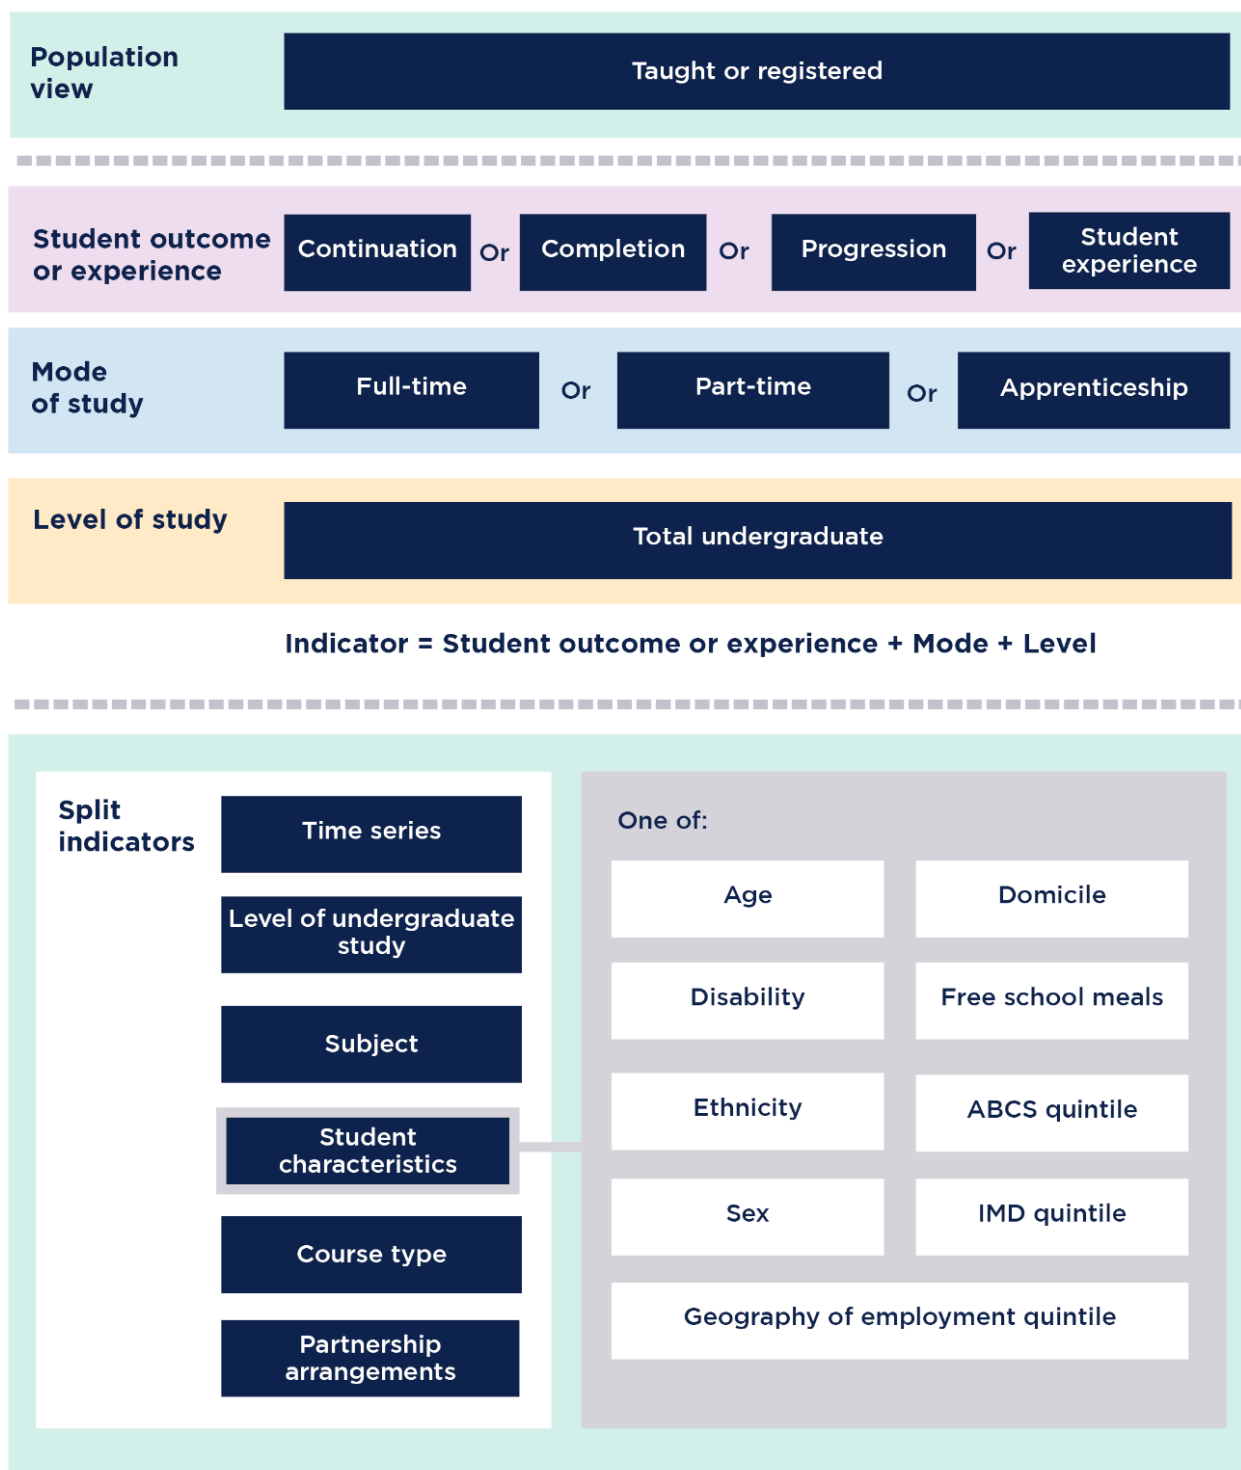 Population
view
Taught or registered
Student outcome
or experience
Continuation
Or
Completion
Or
Progression
Or
Student
experience
Mode
of study
Full-time
Or
Part-time
Or
Apprenticeship
Level of study
Total undergraduate
Indicator = Student outcome or experience + Mode + Level
Split
indicators
Time series
Level of undergraduate
study
Subject
Student
characteristics
Course type
Partnership
arrangements
One of:
Age
Domicile
Disability
Free school meals
Ethnicity
ABCS quintile
Sex
IMD quintile
Geography of employment quintile